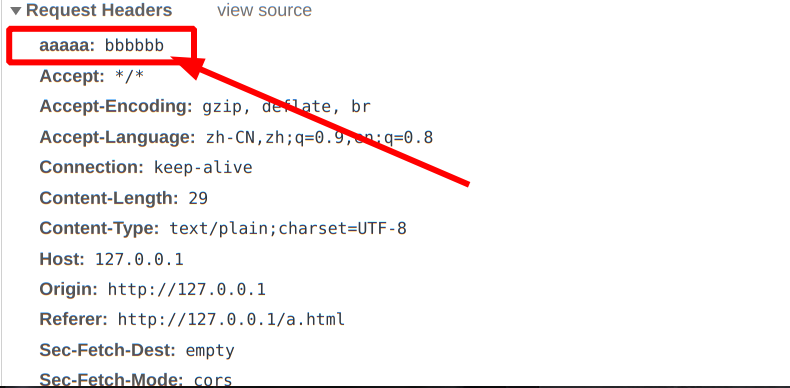 Request Headers view source
aaaaa: bbbbbb
Accept: */*
Accept-Encoding: gzip, deflate, br
Accept-Language: zh-CN,zh;q=0.9,en;q=0.8
Connection: keep-alive
Content-Length: 29
Content-Type: text/plain;charset=UTF-8
Host: 127.0.0.1
Origin: http://127.0.0.1
Referer: http://127.0.0.1/a.html
Sec-Fetch-Dest: empty
Sec-Fetch-Mode: cors